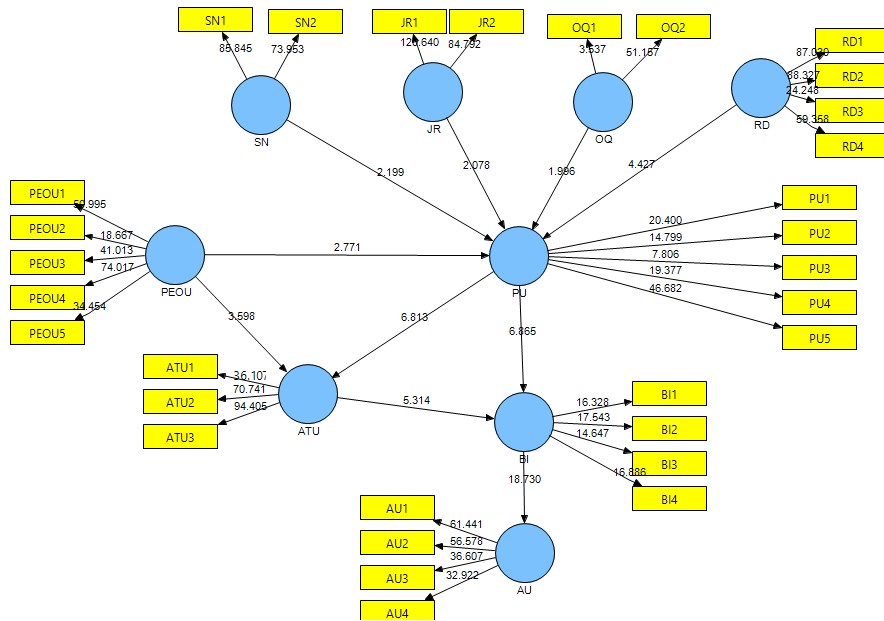 SN1
SN2
JR1
JR2
OQ1
OQ2
RD1
RD2
RD3
RD4
85.845
73.953
120.640
84.792
3.537
51.157
87.030
88.327
24.248
59.358
SN
JR
OQ
RD
2.199
2.078
1.996
4.427
PEOU1
PEOU2
PEOU3
PEOU4
PEOU5
50.995
18.667
41.013
74.017
34.454
PEOU
2.771
PU
PU1
PU2
PU3
PU4
PU5
20.400
14.799
7.806
19.377
46.682
3.598
6.813
6.865
ATU1
ATU2
ATU3
36.107
70.741
94.405
ATU
5.314
BI
BI1
BI2
BI3
BI4
16.328
17.543
14.647
16.886
18.730
AU1
AU2
AU3
AU4
61.441
56.578
36.607
32.922
AU